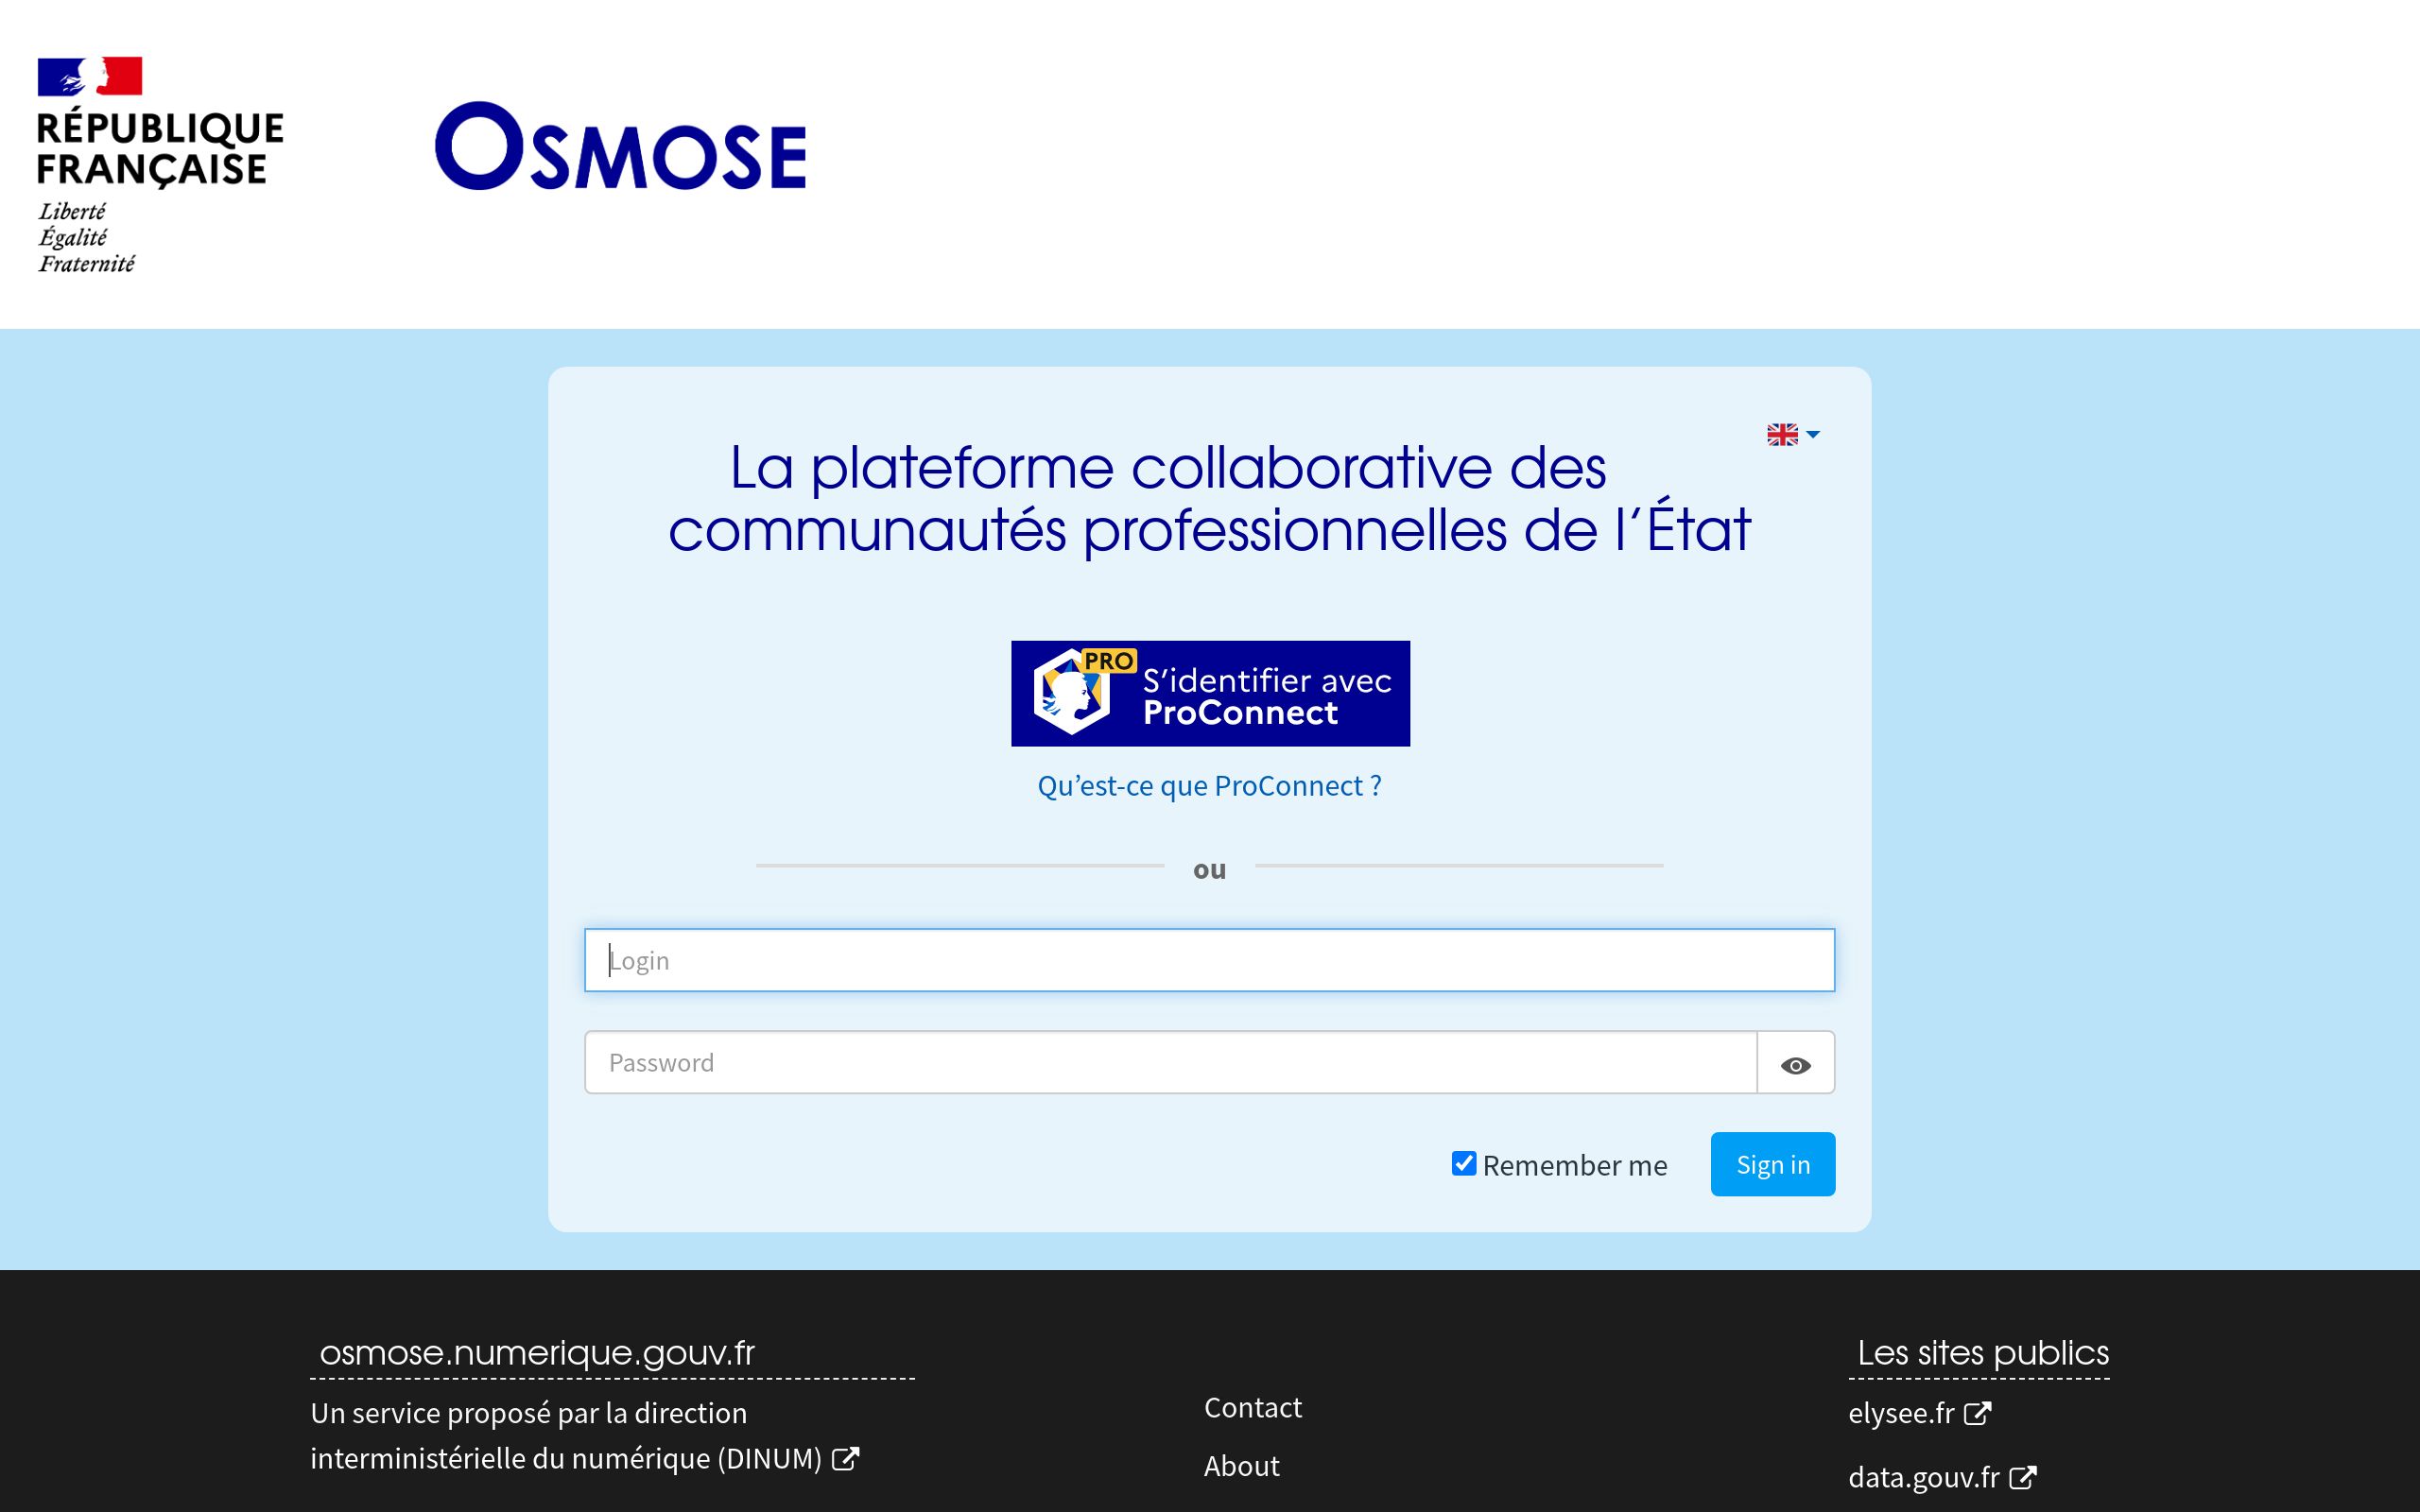 RÉPUBLIQUE
FRANÇAISE
Liberté
Égalité
Fraternité
OSMOSE
La plateforme collaborative des
communautés professionnelles de l’État
PRO
S’identifier avec
ProConnect
Qu’est-ce que ProConnect ?
ou
Login
Password
Remember me
Sign in
osmose.numerique.gouv.fr
Un service proposé par la direction
interministérielle du numérique (DINUM)
Contact
About
Les sites publics
elysee.fr
data.gouv.fr